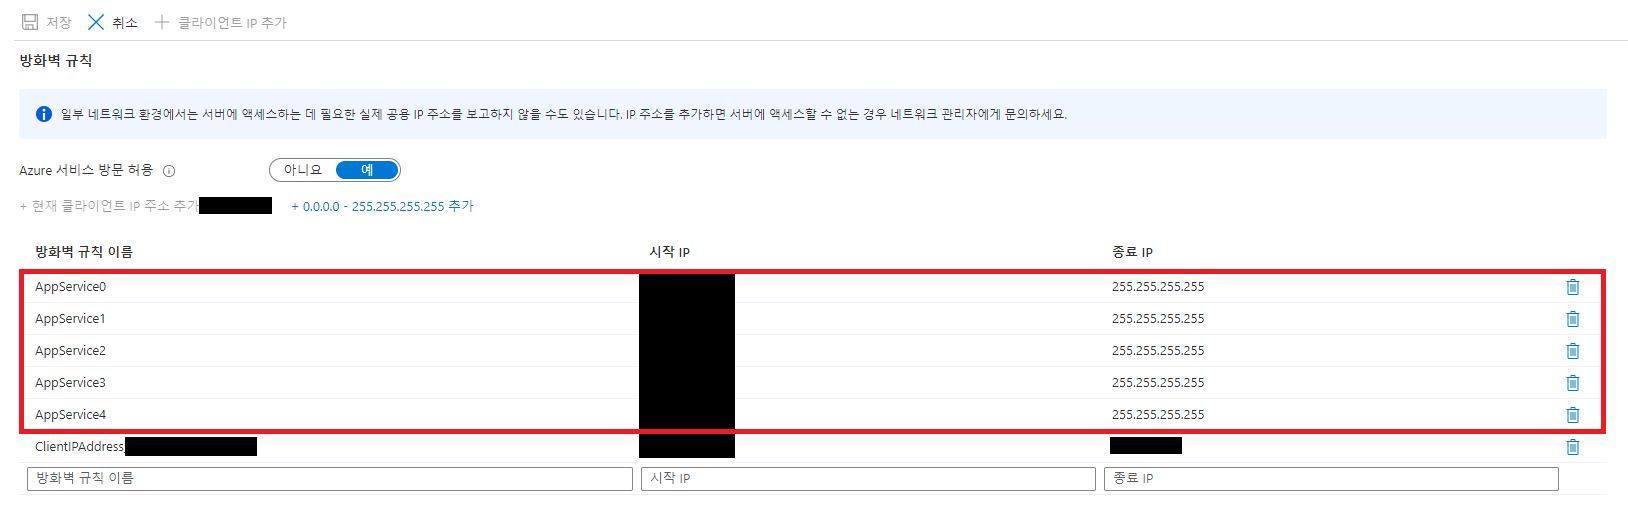 저장 취소 클라이언트 IP 추가
방화벽 규칙
일부 네트워크 환경에서는 서버에 액세스하는 데 필요한 실제 공용 IP 주소를 보고하지 않을 수도 있습니다. IP 주소를 추가하면 서버에 액세스할 수 없는 경우 네트워크 관리자에게 문의하세요.
Azure 서비스 방문 허용 아니요 예
+ 현재 클라이언트 IP 주소 추가 + 0.0.0.0 - 255.255.255.255 추가
방화벽 규칙 이름 시작 IP 종료 IP
AppService0 255.255.255.255
AppService1 255.255.255.255
AppService2 255.255.255.255
AppService3 255.255.255.255
AppService4 255.255.255.255
ClientIPAddress
방화벽 규칙 이름 시작 IP 종료 IP